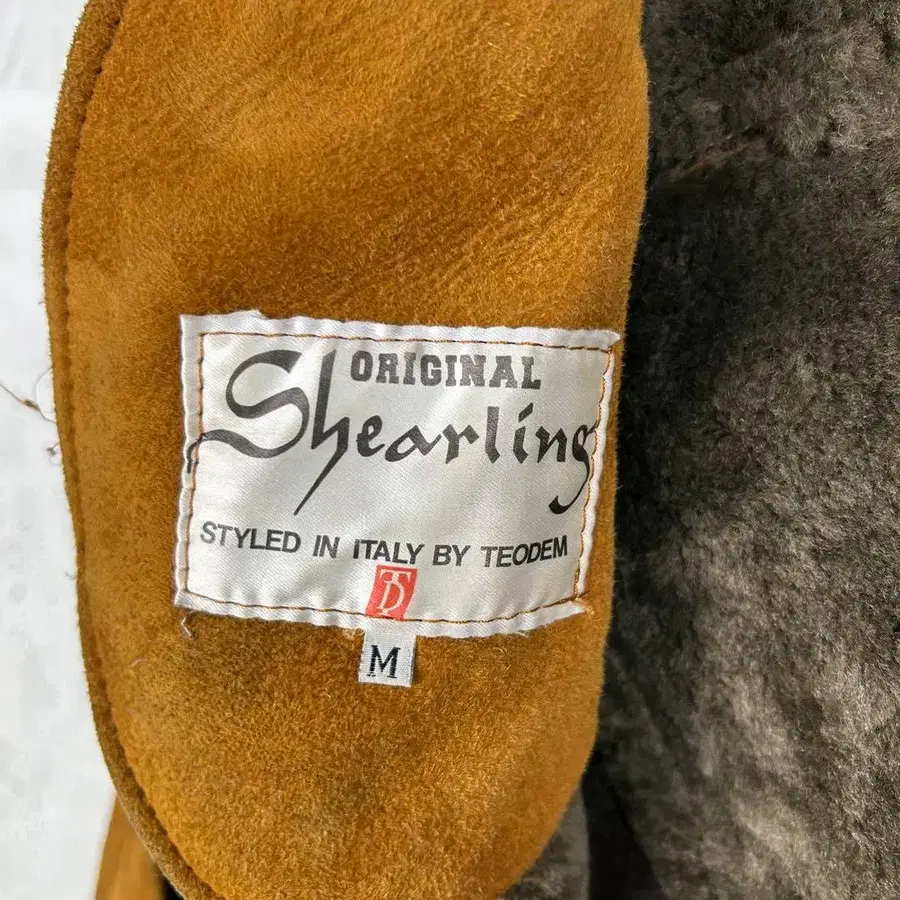 ORIGINAL
Shearling
STYLED IN ITALY BY TEODEM
TD
M